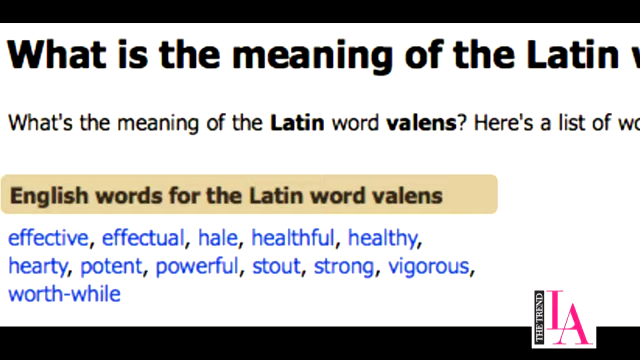 What is the meaning of the Latin
What's the meaning of the Latin word valens? Here's a list of
English words for the Latin word valens
effective, effectual, hale, healthful, healthy,
hearty, potent, powerful, stout, strong, vigorous,
worth-while
THE TREND
LA